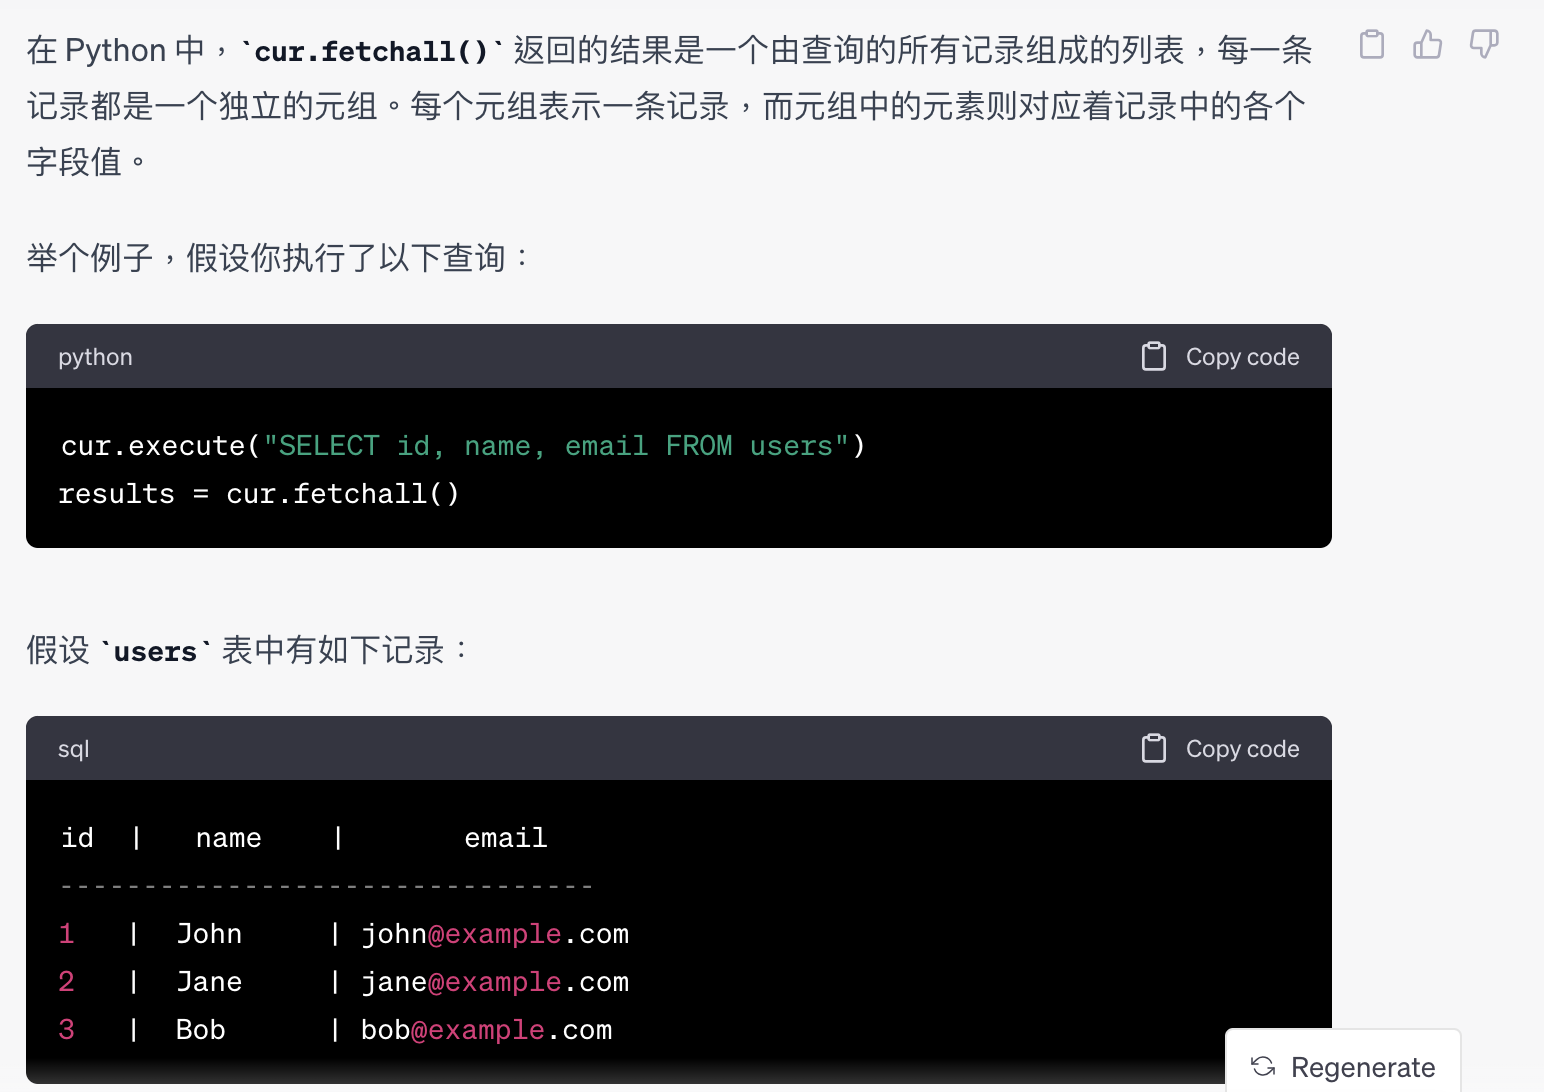 在 Python 中，`cur.fetchall()` 返回的结果是一个由查询的所有记录组成的列表，每一条
记录都是一个独立的元组。每个元组表示一条记录，而元组中的元素则对应着记录中的各个
字段值。
举个例子，假设你执行了以下查询：
python Copy code
cur.execute("SELECT id, name, email FROM users")
results = cur.fetchall()
假设 `users` 表中有如下记录：
sql Copy code
id  |   name    |       email
--------------------------------
1   |  John     | john@example.com
2   |  Jane     | jane@example.com
3   |  Bob      | bob@example.com
Regenerate